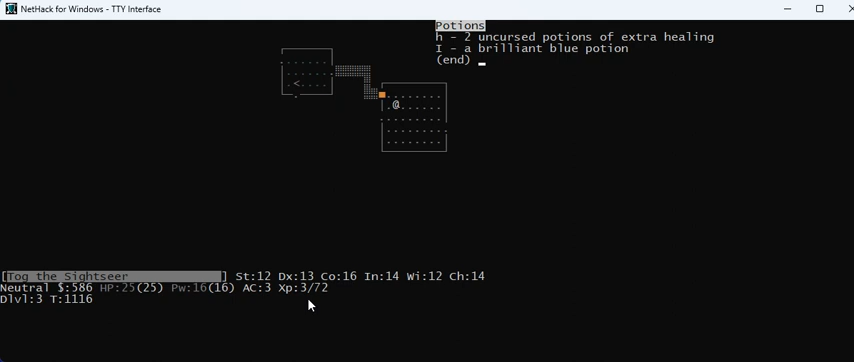 NetHack for Windows - TTY Interface
Potions
h - 2 uncursed potions of extra healing
I - a brilliant blue potion
(end)
<
@
[Tog the Sightseer ] St:12 Dx:13 Co:16 In:14 Wi:12 Ch:14
Neutral $:586 HP:25(25) Pw:16(16) AC:3 Xp:3/72
Dlvl:3 T:1116